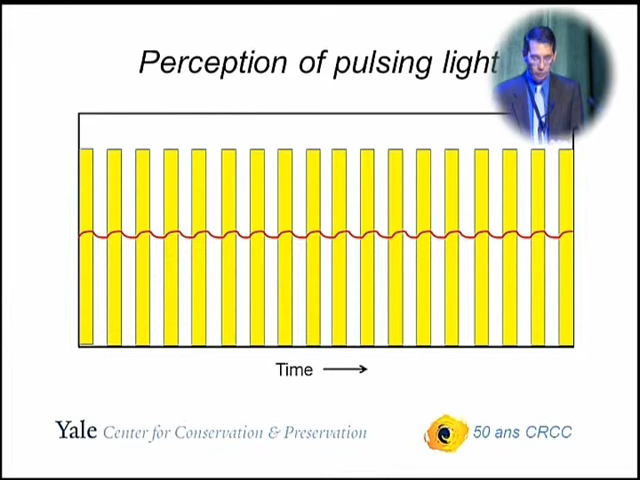 Perception of pulsing light
Time
Yale Center for Conservation & Preservation
50 ans CRCC